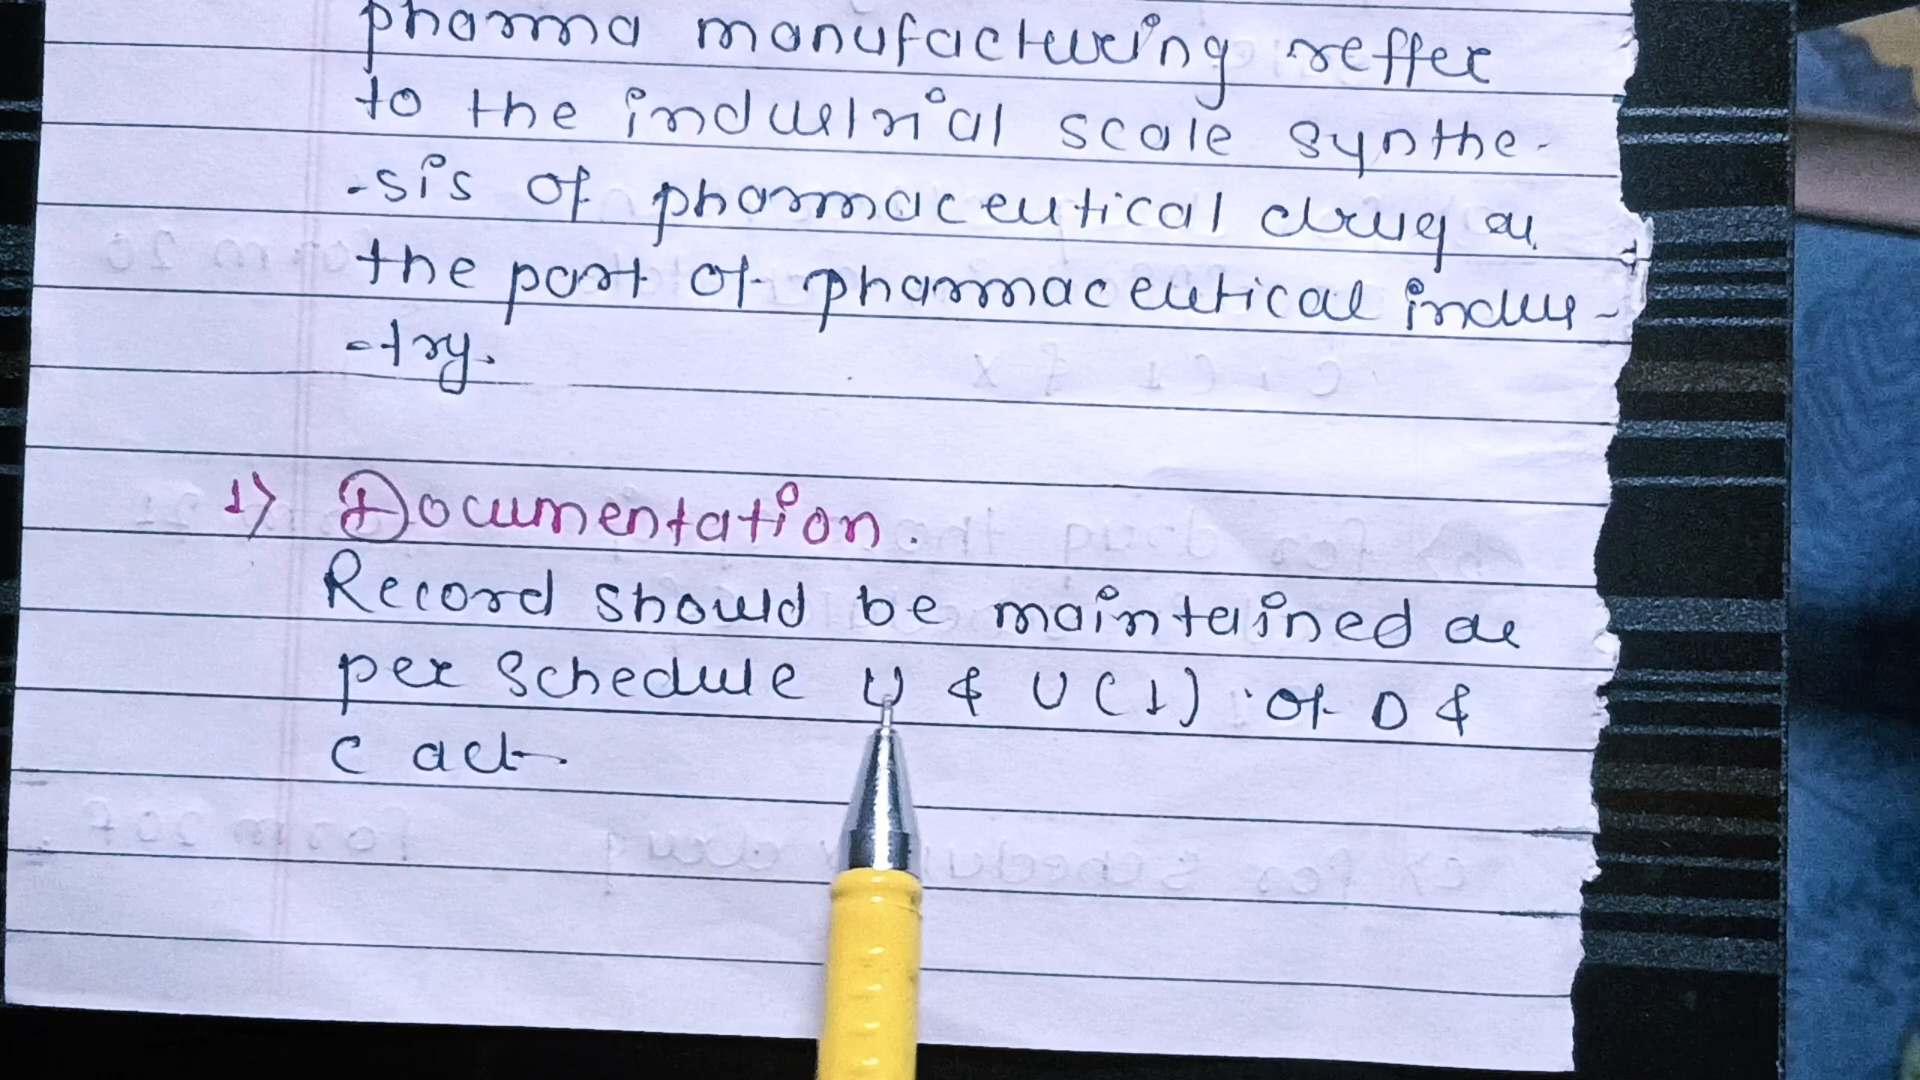 pharma manufacturing reffer
to the industrial scale synthe-
-sis of pharmaceutical drug as
the part of pharmaceutical indus-
-try.
1) Documentation.
Record should be maintained as
per Schedule U & U(1) of D &
C act.